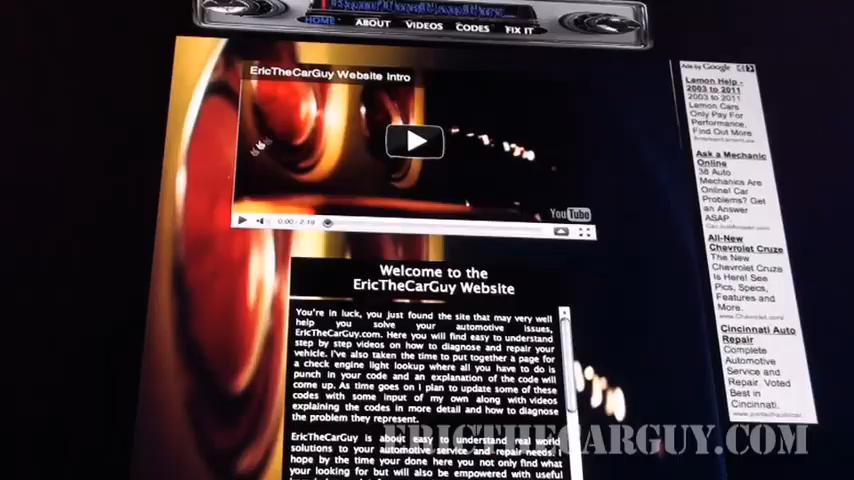 HOME ABOUT VIDEOS CODES FIX IT
EricTheCarGuy Website Intro
YouTube
0:00 / 2:19
Welcome to the
EricTheCarGuy Website
You're in luck, you just found the site that may very well
help you solve your automotive issues,
EricTheCarGuy.com. Here you will find easy to understand
step by step videos on how to diagnose and repair your
vehicle. I've also taken the time to put together a page for
a check engine light lookup where all you have to do is
punch in your code and an explanation of the code will
come up. As time goes on I plan to update some of these
codes with some input of my own along with videos
explaining the codes in more detail and how to diagnose
the problem they represent.
EricTheCarGuy is about easy to understand real world
solutions to your automotive service and repair needs. I
hope by the time your done here you not only find what
your looking for but will also be empowered with useful
Ads by Google
Lemon Help -
2003 to 2011
2003 to 2011
Lemon Cars
Only Pay For
Performance.
Find Out More
Ask a Mechanic
Online
38 Auto
Mechanics Are
Online! Car
Problems? Get
an Answer
ASAP.
All-New
Chevrolet Cruze
The New
Chevrolet Cruze
Is Here! See
Pics, Specs,
Features and
More.
www.Chevrolet.com/
Cincinnati Auto
Repair
Complete
Automotive
Service and
Repair. Voted
Best in
Cincinnati.
ERICTHECARGUY.COM